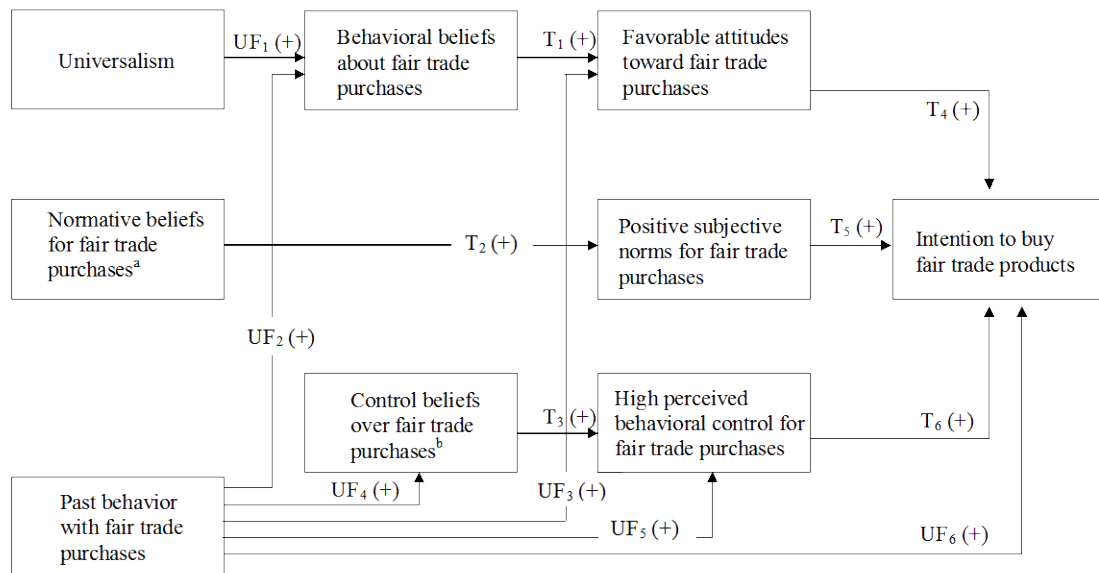 Universalism
UF1 (+)
Behavioral beliefs
about fair trade
purchases
T1 (+)
Favorable attitudes
toward fair trade
purchases
T4 (+)
Normative beliefs
for fair trade
purchasesa
T2 (+)
Positive subjective
norms for fair trade
purchases
T5 (+)
Intention to buy
fair trade products
UF2 (+)
Control beliefs
over fair trade
purchasesb
T3 (+)
High perceived
behavioral control for
fair trade purchases
T6 (+)
Past behavior
with fair trade
purchases
UF4 (+)
UF3 (+)
UF5 (+)
UF6 (+)